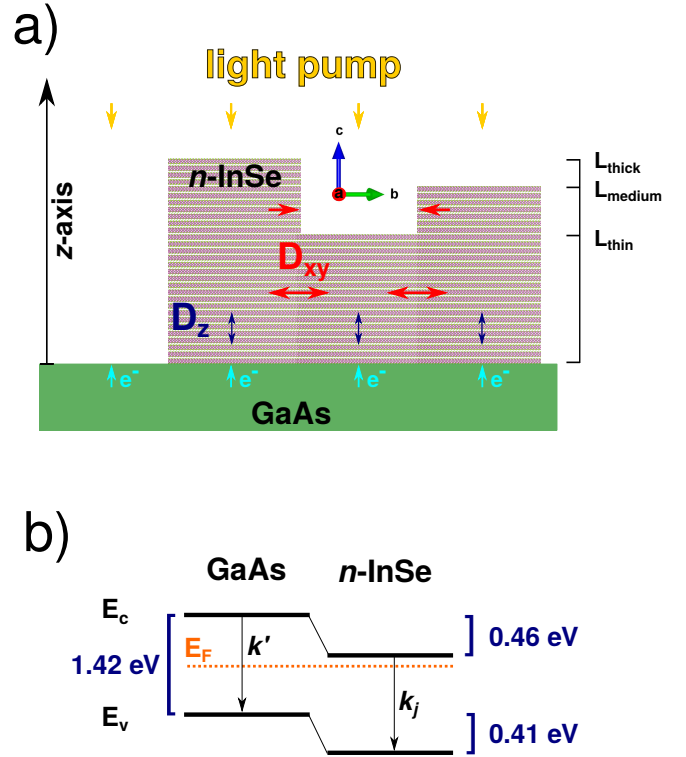 a)
light pump
z-axis
n-InSe
c
a
b
L_thick
L_medium
L_thin
D_xy
D_z
e⁻ e⁻ e⁻ e⁻
GaAs
b)
GaAs n-InSe
E_c
0.46 eV
E_F k'
1.42 eV
k_j
E_v
0.41 eV